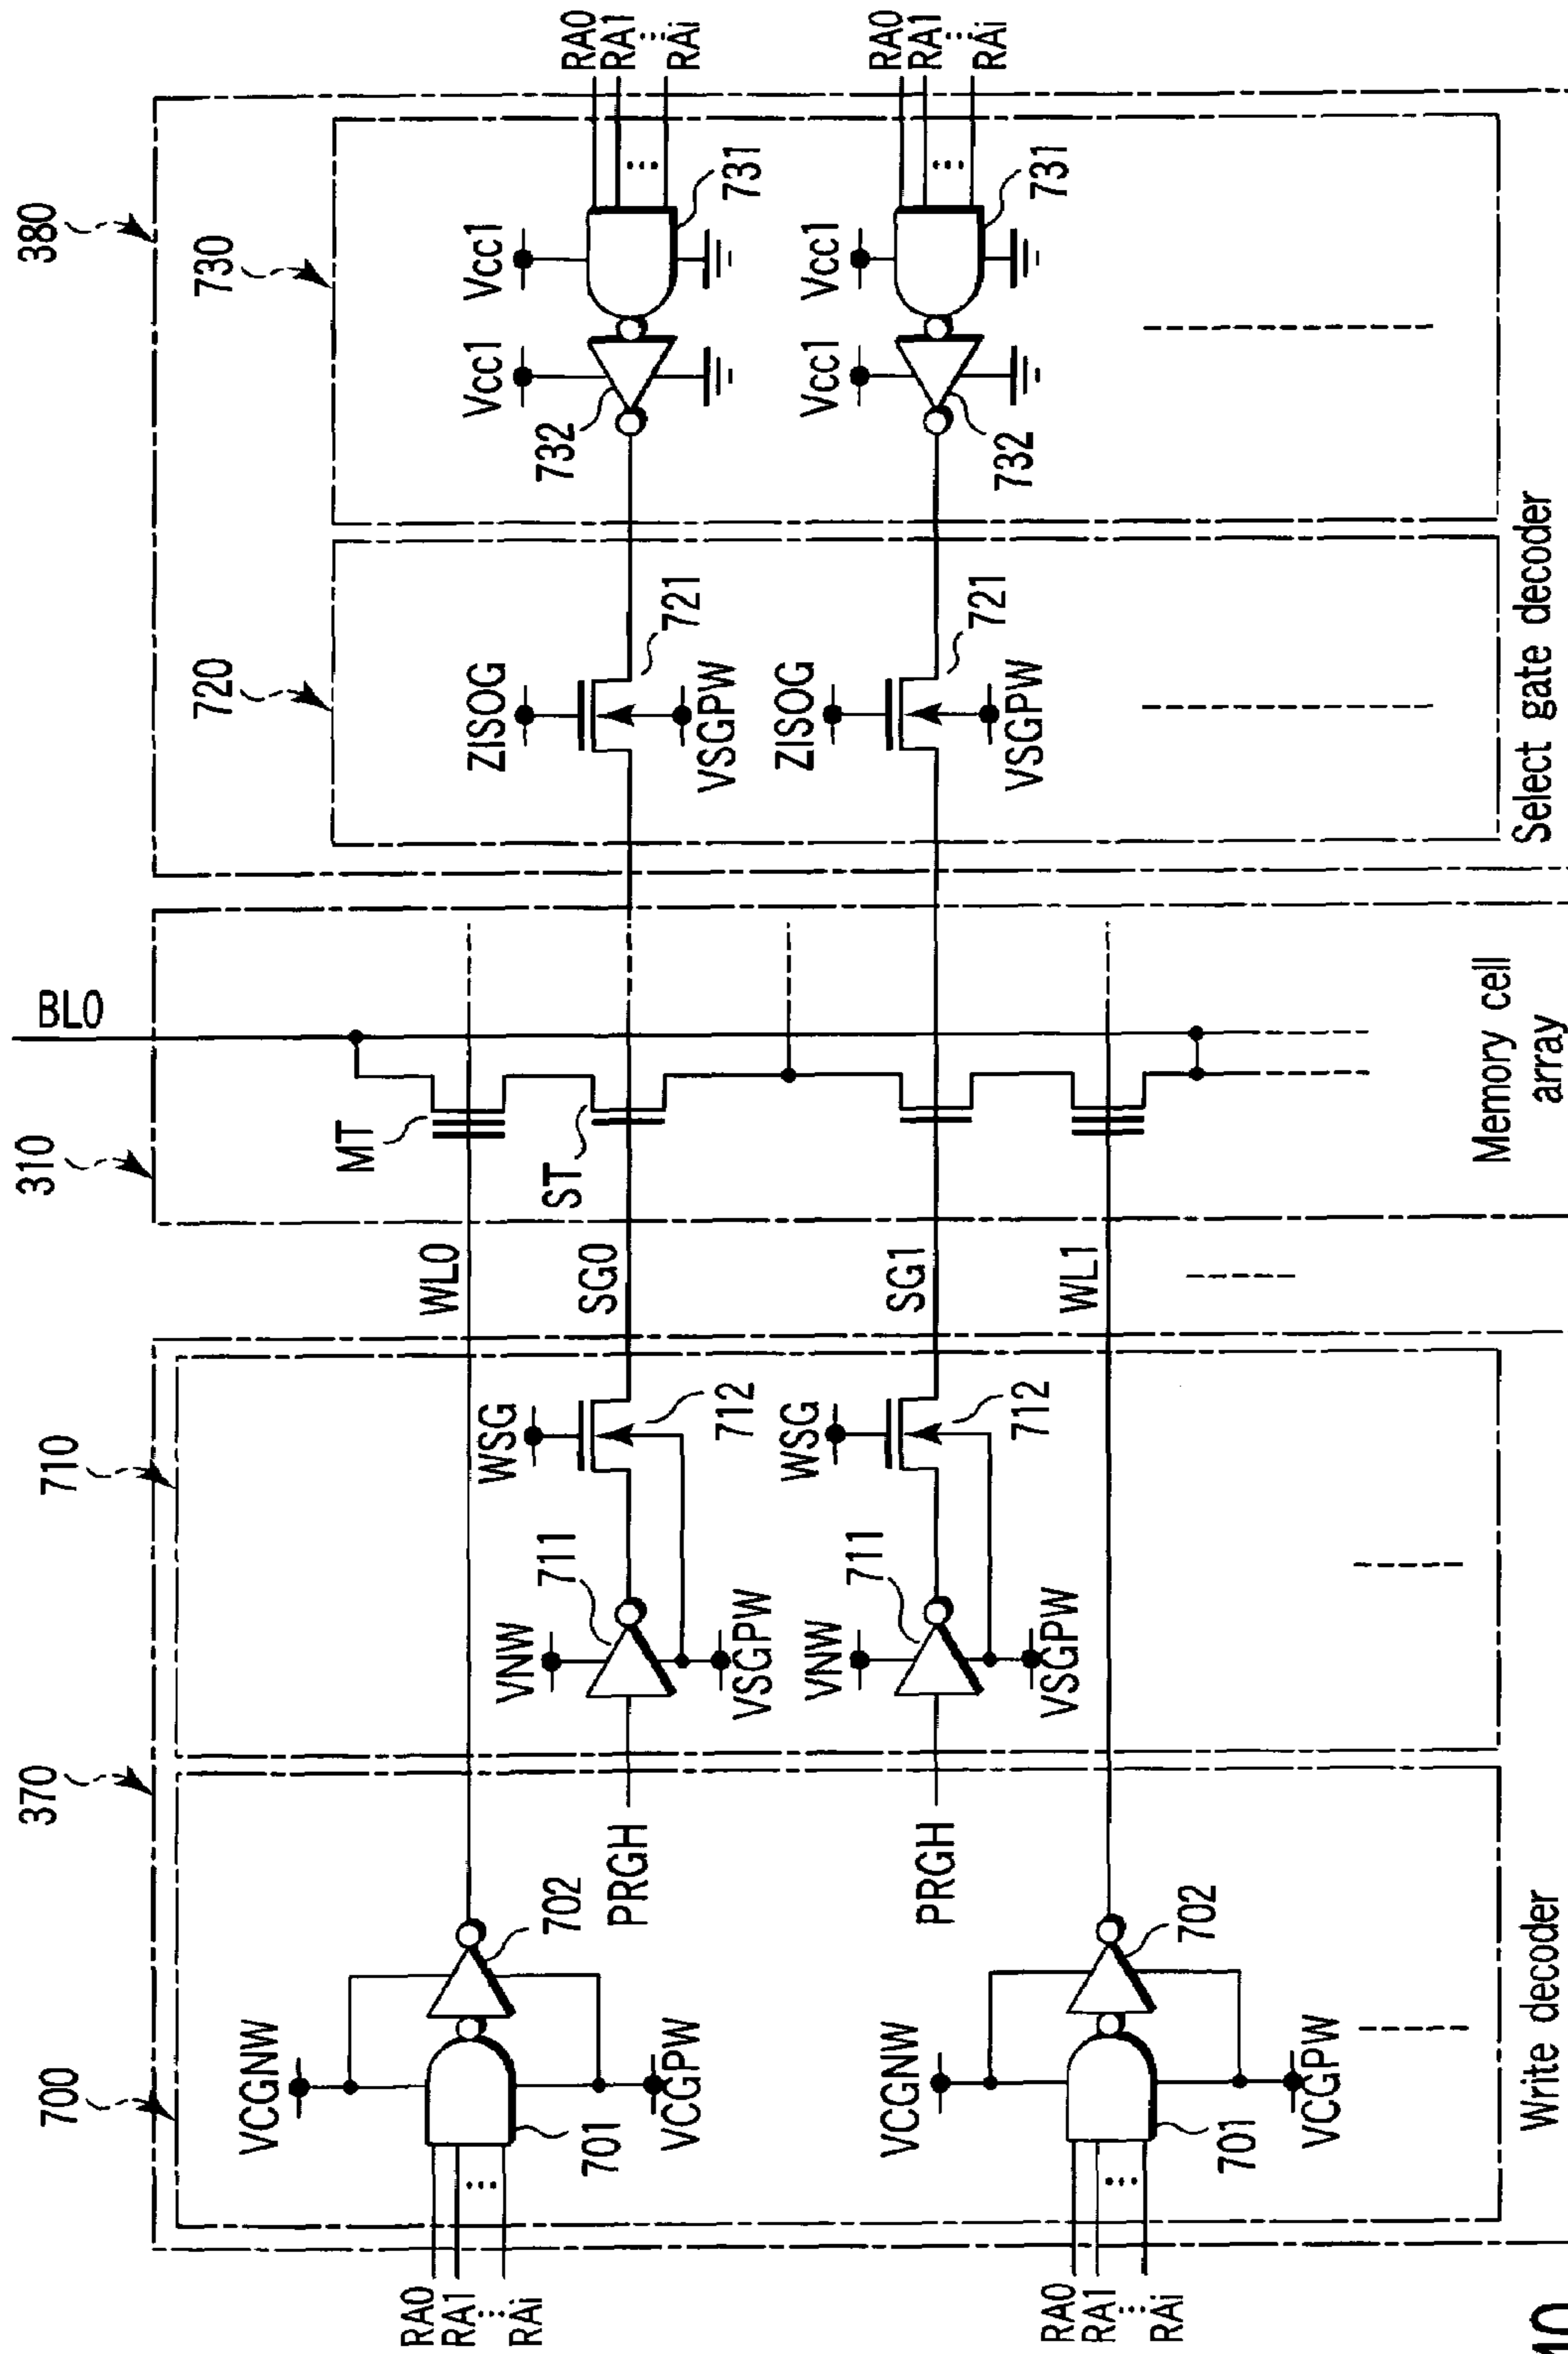 700
370
710
310
BL0
380
720
730
VCGNW
RA0
RA1
⋮
RAi
701
702
VCGPW
WL0
MT
PRGH
VNW
711
VSGPW
WSG
712
SG0
ST
ZISOG
721
VSGPW
Vcc1
732
Vcc1
731
RA0
RA1
⋮
RAi
PRGH
VNW
711
VSGPW
WSG
712
SG1
ZISOG
721
VSGPW
Vcc1
732
Vcc1
731
RA0
RA1
⋮
RAi
VCGNW
RA0
RA1
⋮
RAi
701
702
VCGPW
WL1
Write decoder
Memory cell
array
Select gate decoder